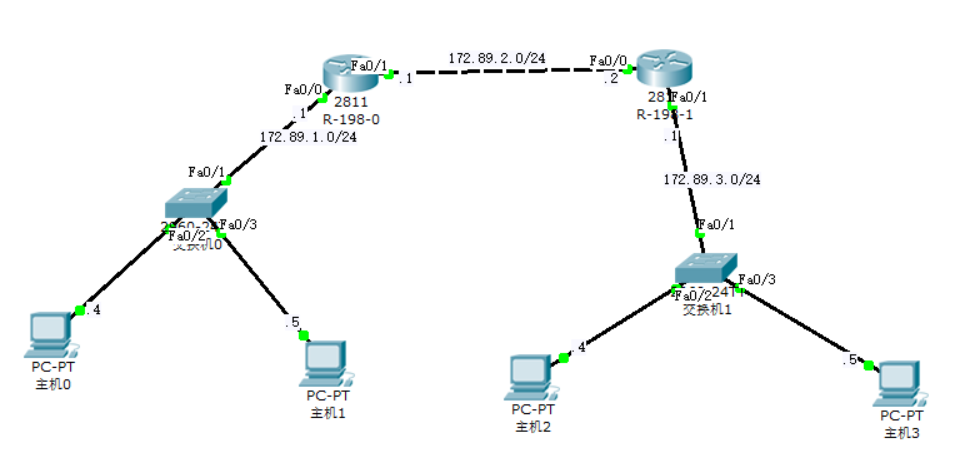 172.89.2.0/24
Fa0/1
.1
Fa0/0
.2
2811
R-198-0
Fa0/0
.1
Fa0/1
R-198-1
.1
172.89.1.0/24
Fa0/1
172.89.3.0/24
Fa0/3
Fa0/2
交换机0
Fa0/1
Fa0/3
Fa0/2
交换机1
.4
.5
PC-PT
主机0
PC-PT
主机1
.4
.5
PC-PT
主机2
PC-PT
主机3